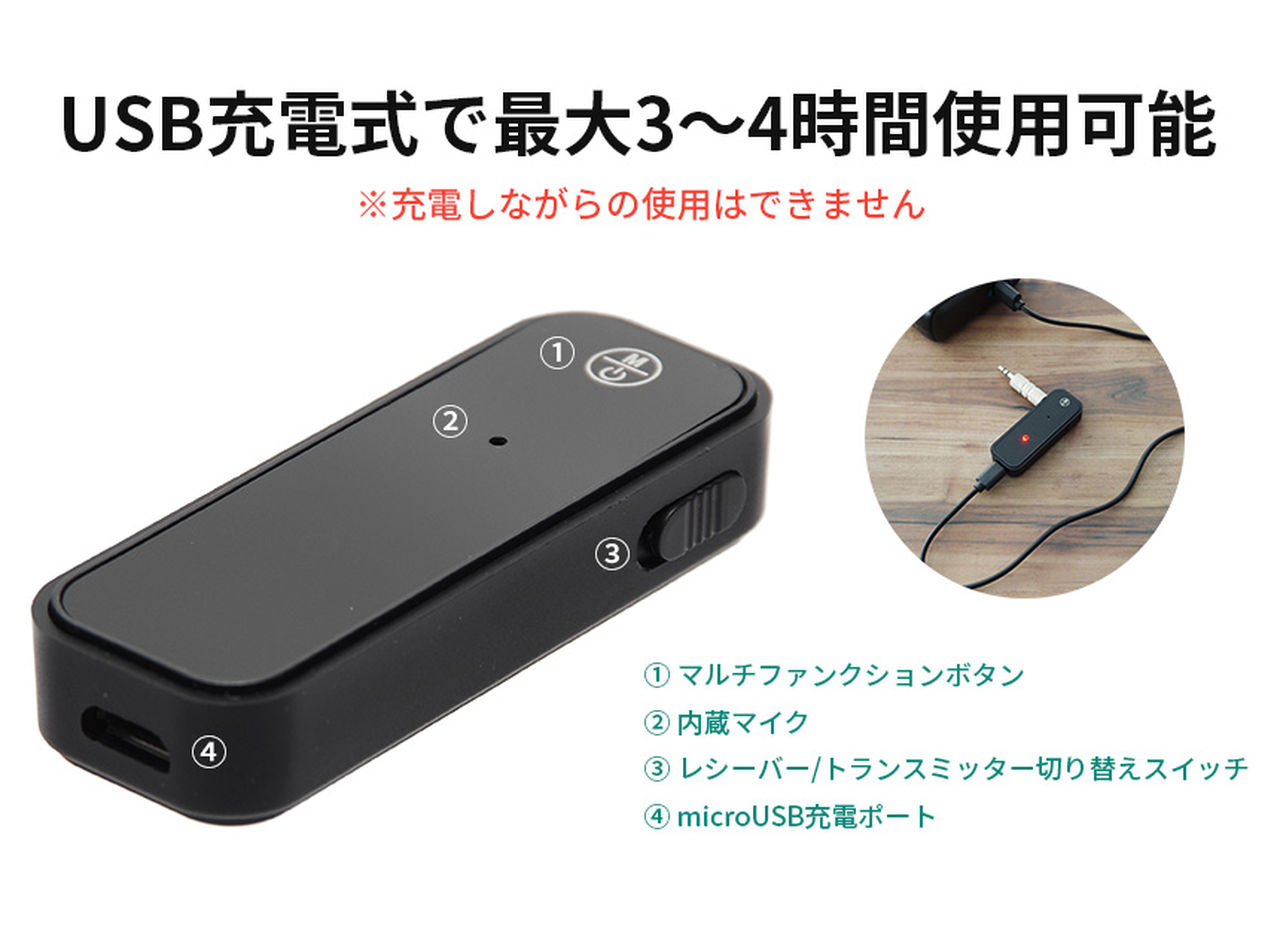 USB充電式で最大3〜4時間使用可能
※充電しながらの使用はできません
①
M
②
③
④
① マルチファンクションボタン
② 内蔵マイク
③ レシーバー/トランスミッター切り替えスイッチ
④ microUSB充電ポート